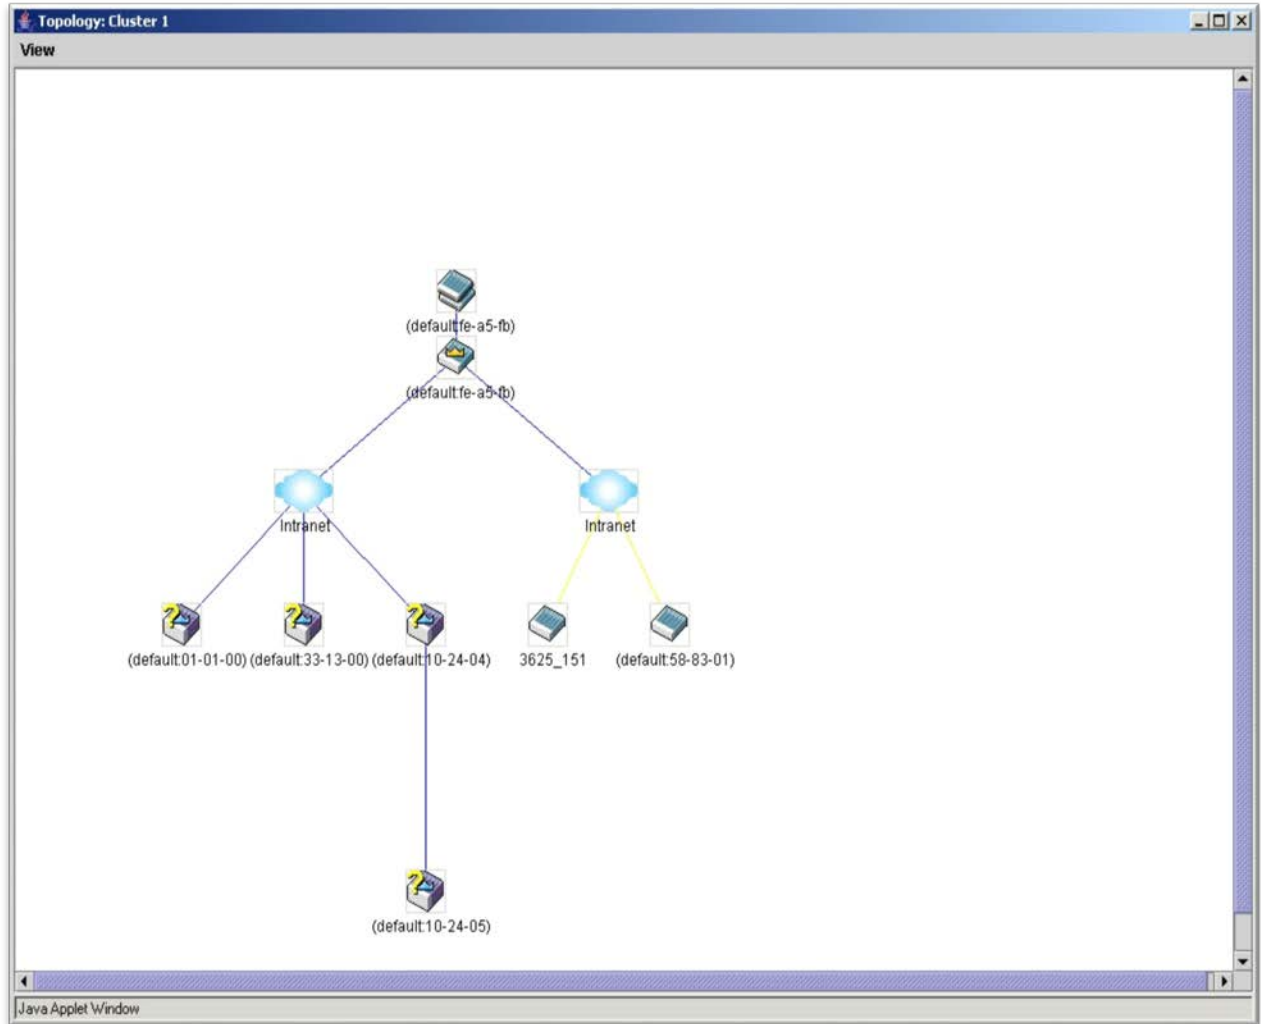 Topology: Cluster 1
View
(default:fe-a5-fb)
(default:fe-a5-fb)
Intranet Intranet
(default:01-01-00) (default:33-13-00) (default:10-24-04) 3625_151 (default:58-83-01)
(default:10-24-05)
Java Applet Window